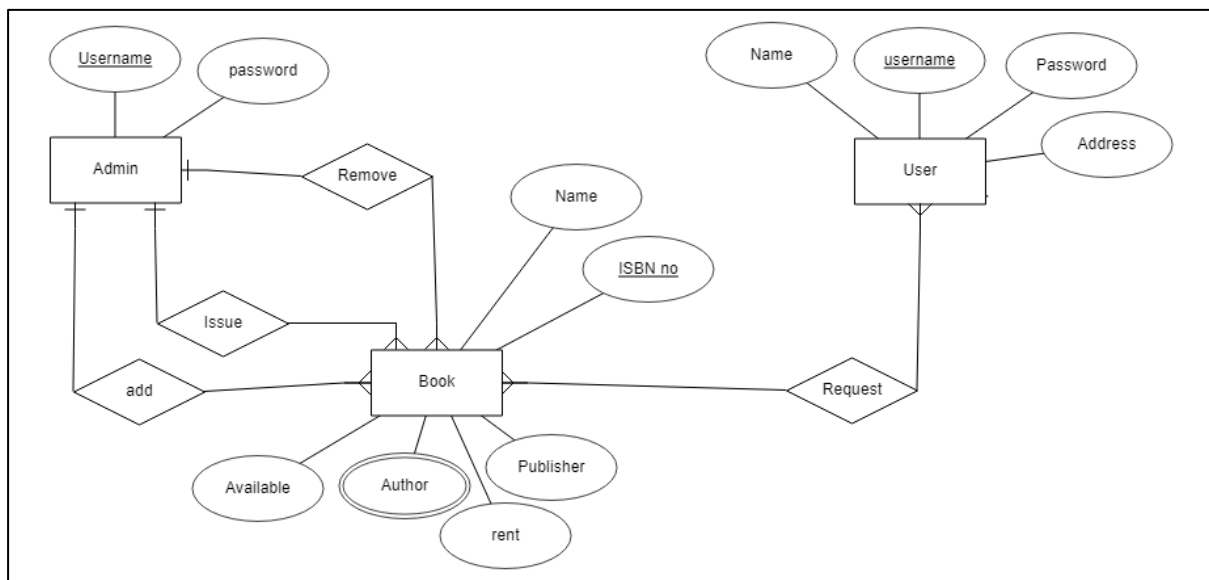 Username
password
Name
username
Password
Address
Admin
Remove
User
Name
ISBN no
Issue
add
Book
Request
Available
Author
Publisher
rent